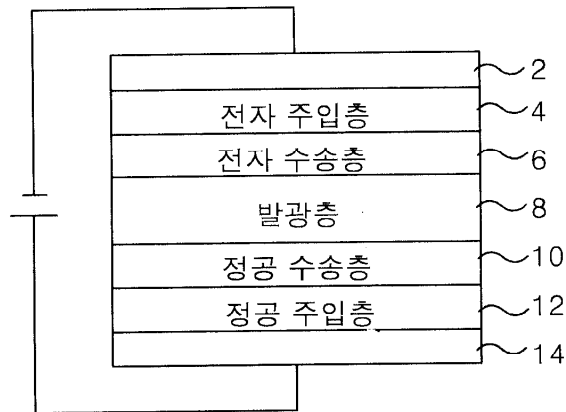 2
전자 주입층 4
전자 수송층 6
발광층 8
정공 수송층 10
정공 주입층 12
14